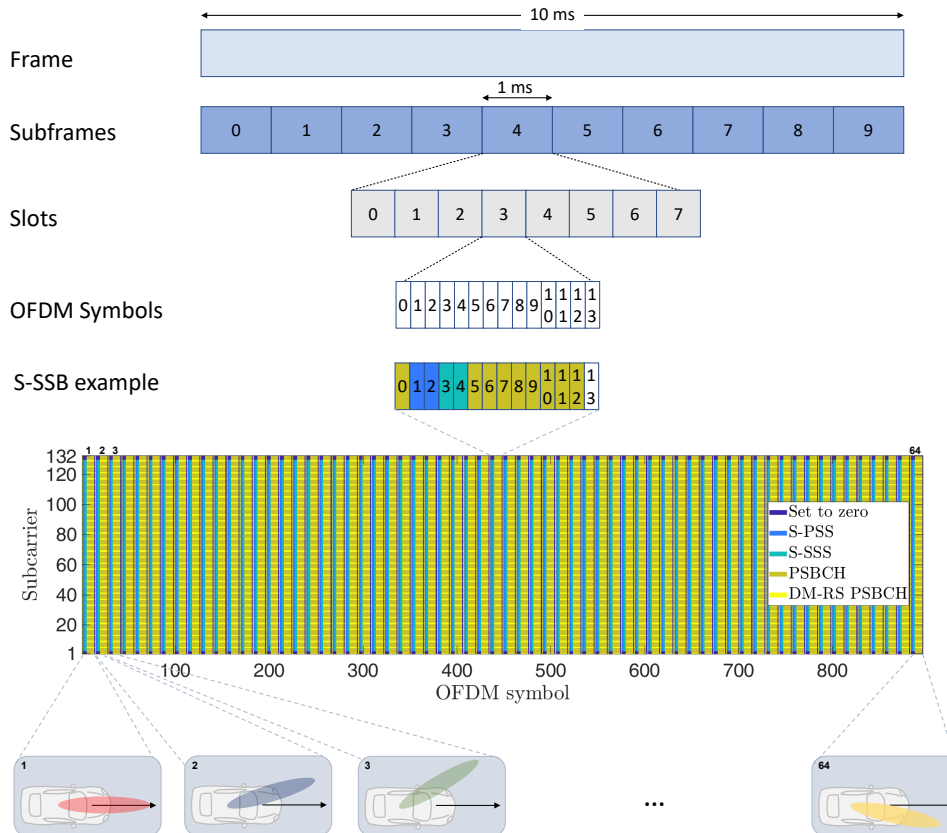 10 ms
Frame
1 ms
Subframes
0 1 2 3 4 5 6 7 8 9
Slots
0 1 2 3 4 5 6 7
OFDM Symbols
0 1 2 3 4 5 6 7 8 9 10 11 12 13
S-SSB example
0 1 2 3 4 5 6 7 8 9 10 11 12 13
1 2 3 64
132
120
100
80
60
40
20
1
Subcarrier
Set to zero
S-PSS
S-SSS
PSBCH
DM-RS PSBCH
100 200 300 400 500 600 700 800
OFDM symbol
1 2 3 ... 64